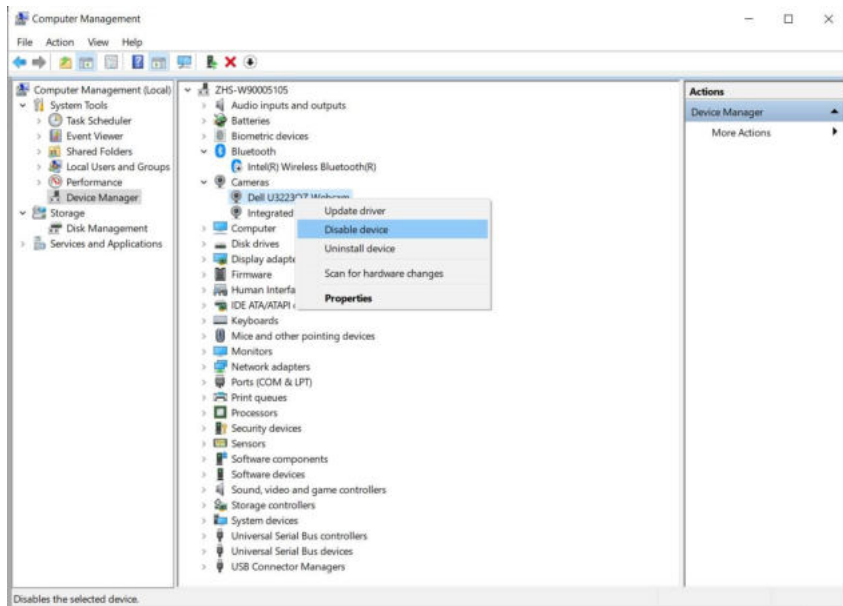 Computer Management
File Action View Help
Computer Management (Local)
System Tools
Task Scheduler
Event Viewer
Shared Folders
Local Users and Groups
Performance
Device Manager
Storage
Disk Management
Services and Applications
ZHS-W90005105
Audio inputs and outputs
Batteries
Biometric devices
Bluetooth
Intel(R) Wireless Bluetooth(R)
Cameras
Dell U3223QZ Webcam
Integrated
Computer
Disk drives
Display adapte
Firmware
Human Interfa
IDE ATA/ATAPI
Keyboards
Mice and other pointing devices
Monitors
Network adapters
Ports (COM & LPT)
Print queues
Processors
Security devices
Sensors
Software components
Software devices
Sound, video and game controllers
Storage controllers
System devices
Universal Serial Bus controllers
Universal Serial Bus devices
USB Connector Managers
Update driver
Disable device
Uninstall device
Scan for hardware changes
Properties
Actions
Device Manager
More Actions
Disables the selected device.